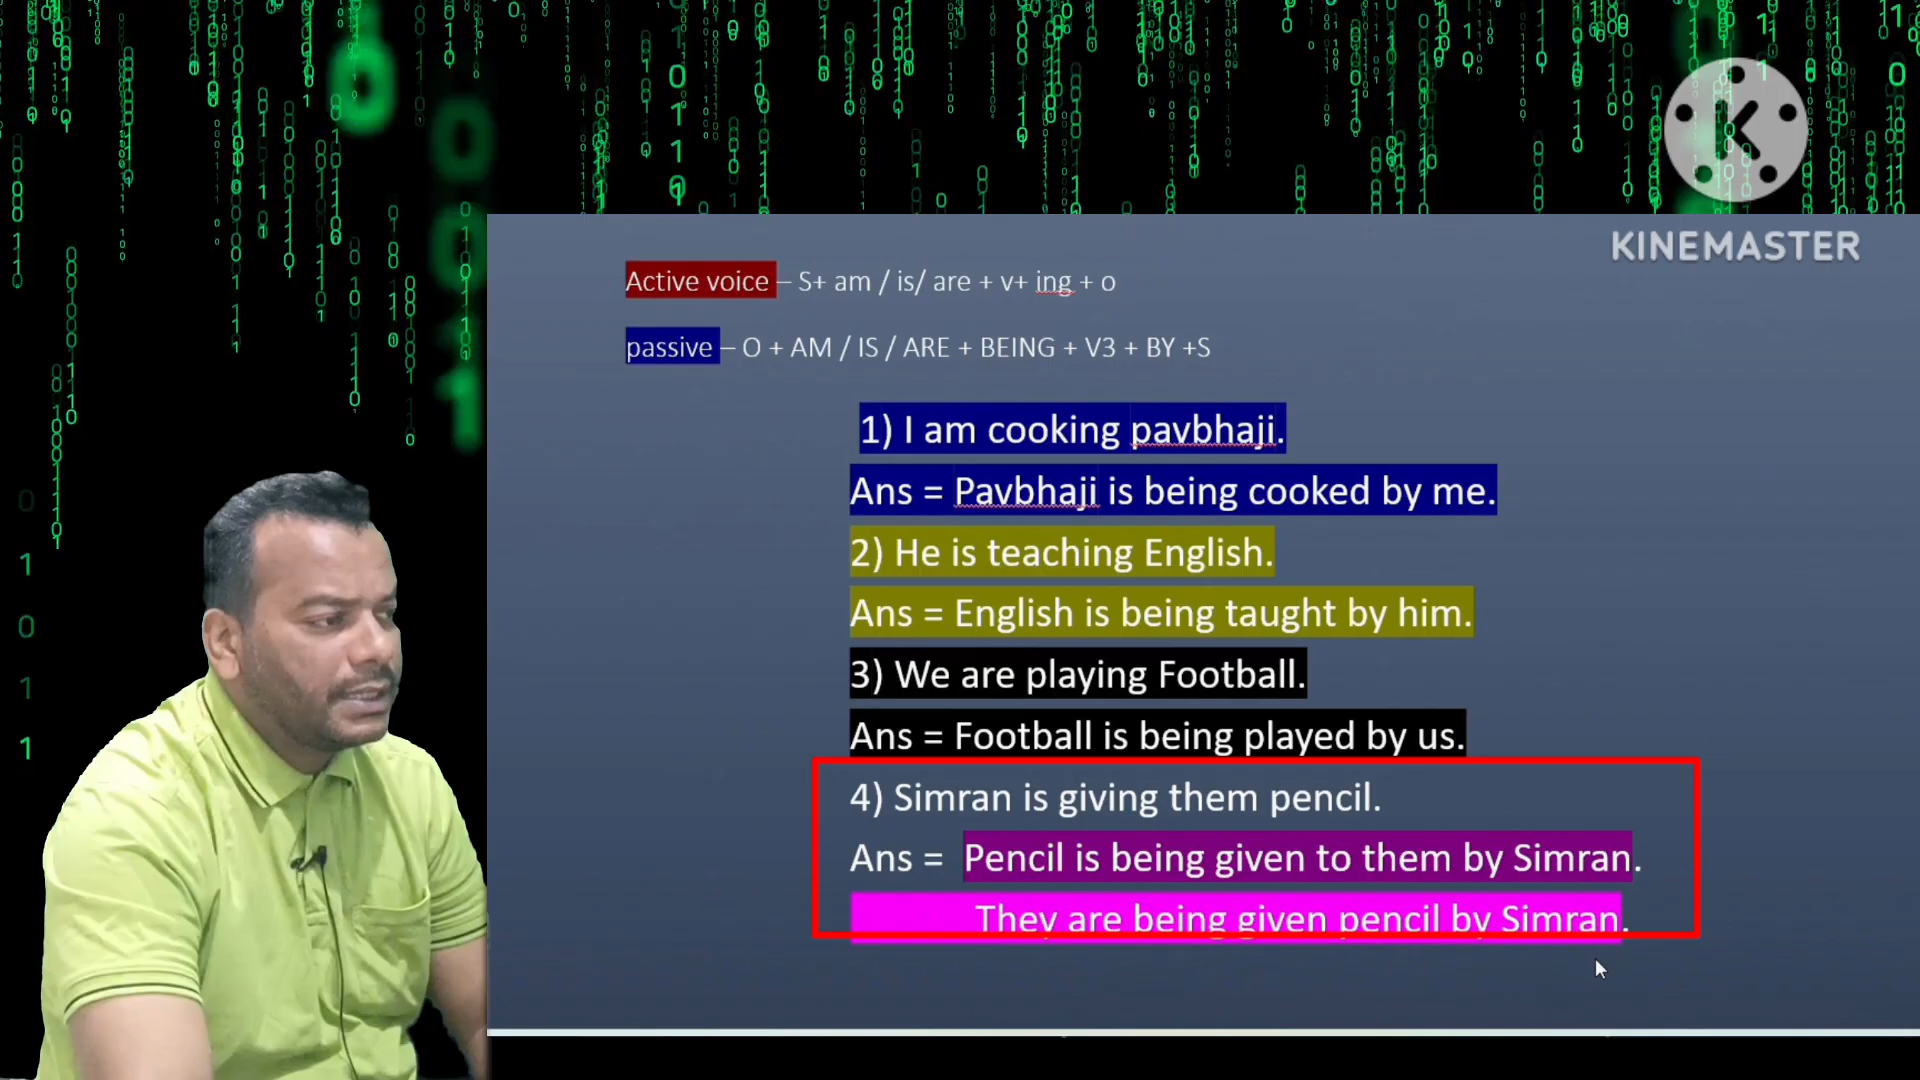 KINEMASTER
Active voice – S+ am / is/ are + v+ ing + o
passive – O + AM / IS / ARE + BEING + V3 + BY +S
1) I am cooking pavbhaji.
Ans = Pavbhaji is being cooked by me.
2) He is teaching English.
Ans = English is being taught by him.
3) We are playing Football.
Ans = Football is being played by us.
4) Simran is giving them pencil.
Ans = Pencil is being given to them by Simran.
They are being given pencil by Simran.